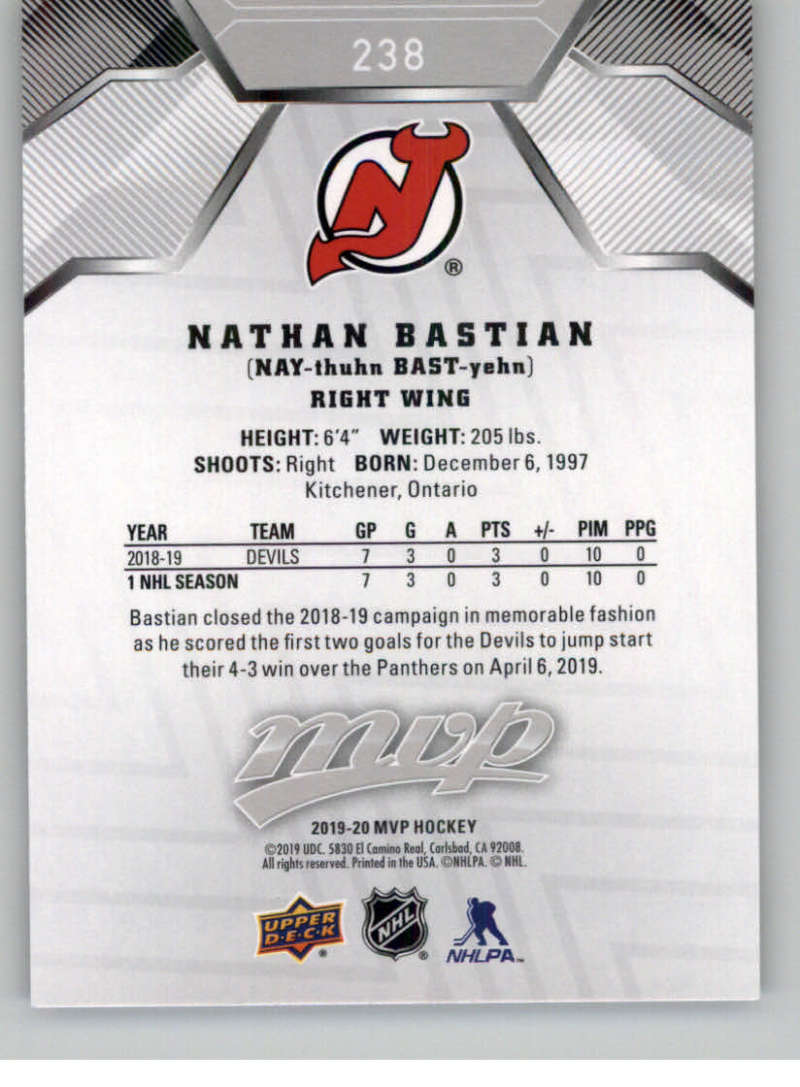 238
®
NATHAN BASTIAN
(NAY-thuhn BAST-yehn)
RIGHT WING
HEIGHT: 6'4" WEIGHT: 205 lbs.
SHOOTS: Right BORN: December 6, 1997
Kitchener, Ontario
YEAR TEAM GP G A PTS +/- PIM PPG
2018-19 DEVILS 7 3 0 3 0 10 0
1 NHL SEASON 7 3 0 3 0 10 0
Bastian closed the 2018-19 campaign in memorable fashion
as he scored the first two goals for the Devils to jump start
their 4-3 win over the Panthers on April 6, 2019.
mvp
2019-20 MVP HOCKEY
©2019 UDC. 5830 El Camino Real, Carlsbad, CA 92008.
All rights reserved. Printed in the USA. ©NHLPA. © NHL.
UPPER D·E·C·K ® NHL ® NHLPA™